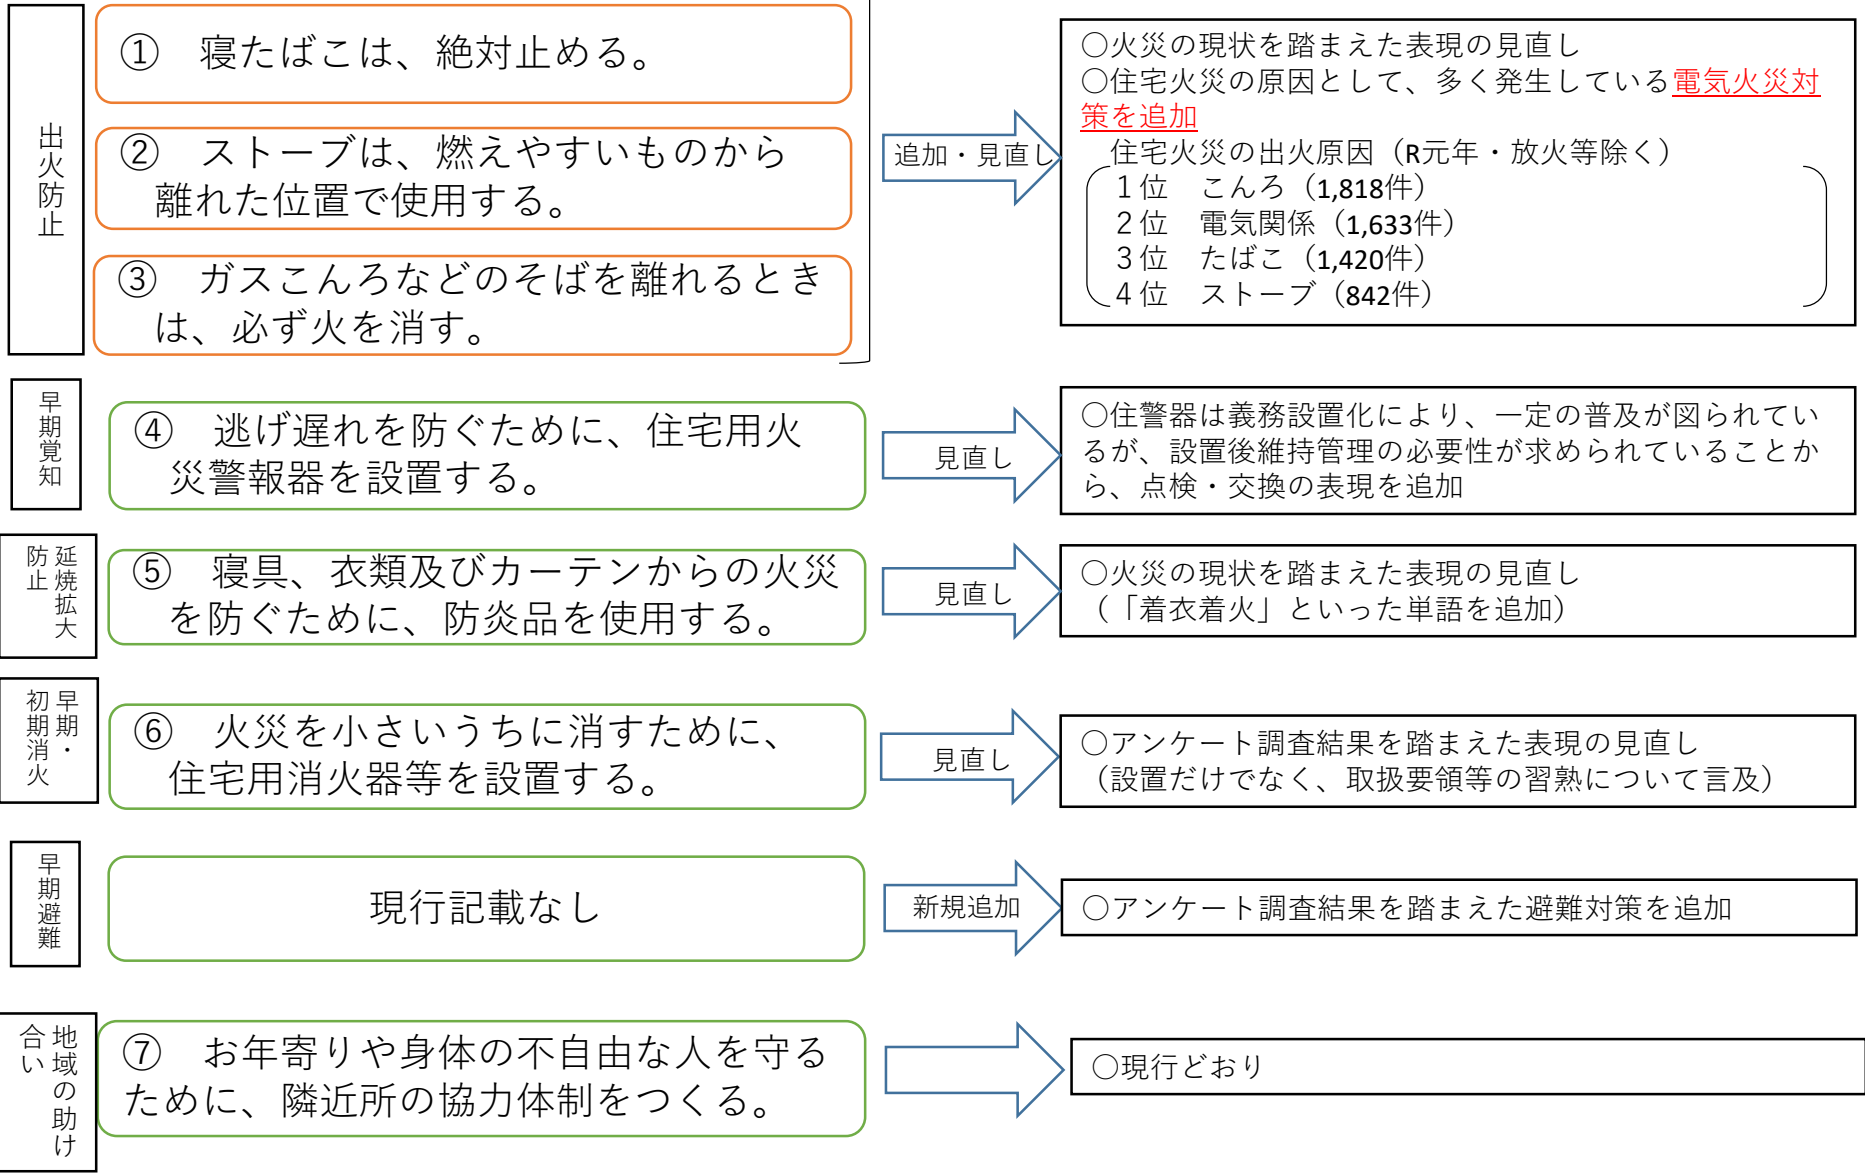 出火防止
①　寝たばこは、絶対止める。
②　ストーブは、燃えやすいものから
離れた位置で使用する。
③　ガスこんろなどのそばを離れるとき
は、必ず火を消す。
追加・見直し
○火災の現状を踏まえた表現の見直し
○住宅火災の原因として、多く発生している電気火災対
策を追加
住宅火災の出火原因（R元年・放火等除く）
１位　こんろ（1,818件）
２位　電気関係（1,633件）
３位　たばこ（1,420件）
４位　ストーブ（842件）
早期覚知
④　逃げ遅れを防ぐために、住宅用火
災警報器を設置する。
見直し
○住警器は義務設置化により、一定の普及が図られてい
るが、設置後維持管理の必要性が求められていることか
ら、点検・交換の表現を追加
延焼拡大
防止
⑤　寝具、衣類及びカーテンからの火災
を防ぐために、防炎品を使用する。
見直し
○火災の現状を踏まえた表現の見直し
（「着衣着火」といった単語を追加）
早期・
初期消火
⑥　火災を小さいうちに消すために、
住宅用消火器等を設置する。
見直し
○アンケート調査結果を踏まえた表現の見直し
（設置だけでなく、取扱要領等の習熟について言及）
早期避難
現行記載なし
新規追加
○アンケート調査結果を踏まえた避難対策を追加
地域の助け
合い
⑦　お年寄りや身体の不自由な人を守る
ために、隣近所の協力体制をつくる。
○現行どおり